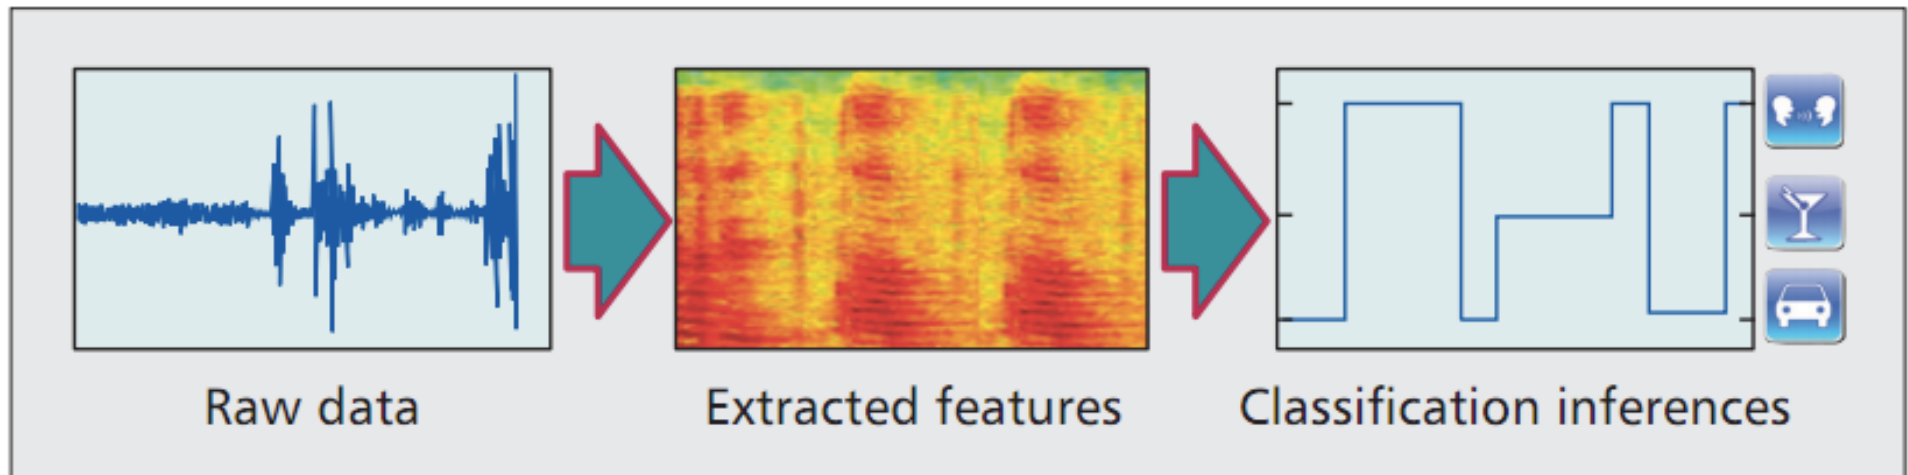 Raw data
Extracted features
Classification inferences